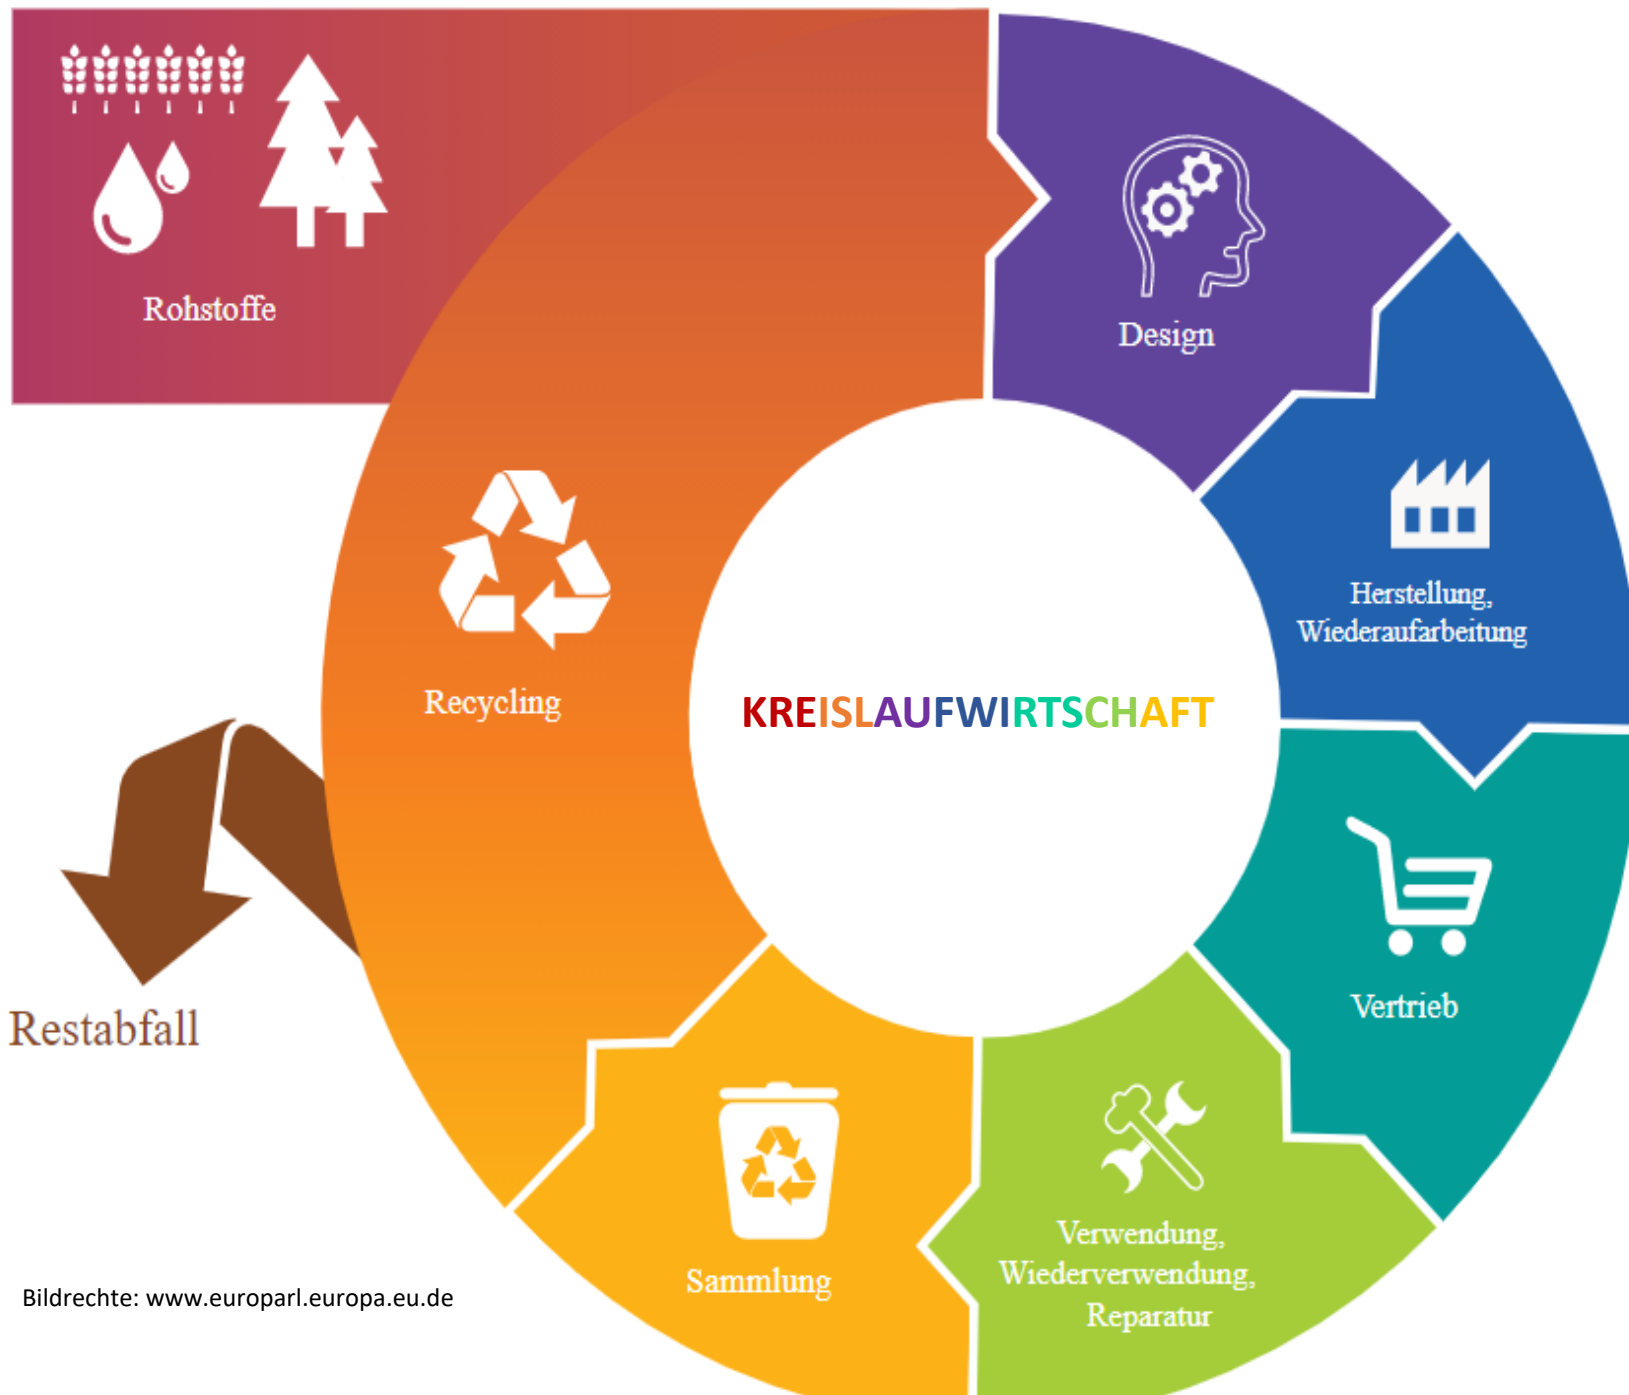 Rohstoffe
Design
Herstellung,
Wiederaufarbeitung
Recycling
KREISLAUFWIRTSCHAFT
Vertrieb
Restabfall
Verwendung,
Wiederverwendung,
Reparatur
Sammlung
Bildrechte: www.europarl.europa.eu.de